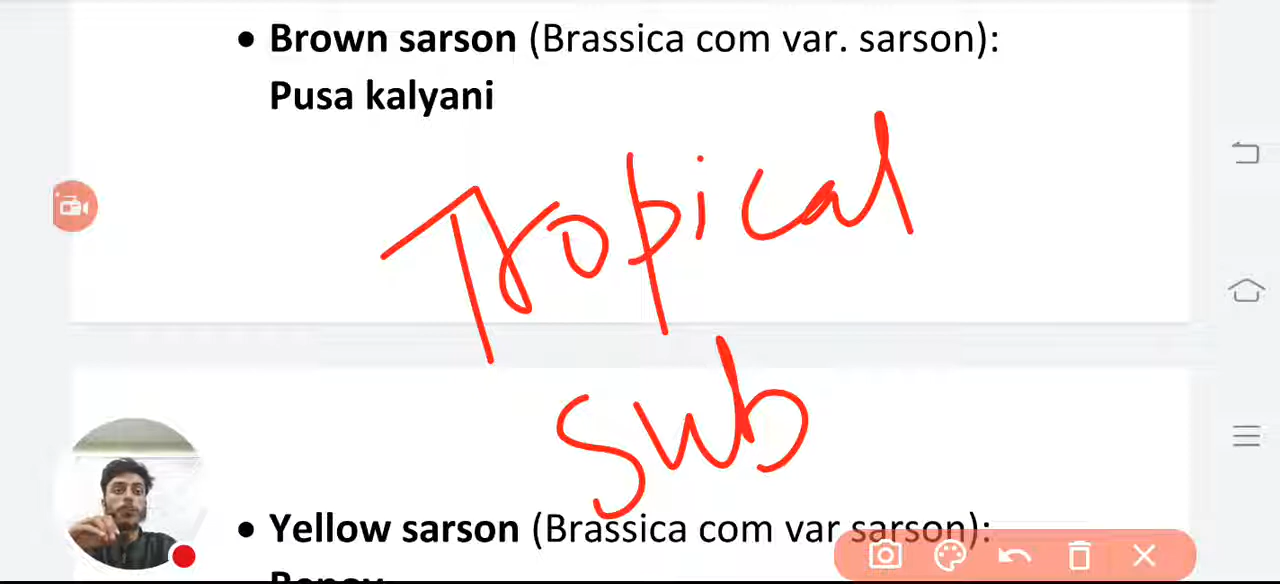 • Brown sarson (Brassica com var. sarson):
Pusa kalyani
Tropical
Sub
• Yellow sarson (Brassica com var sarson):